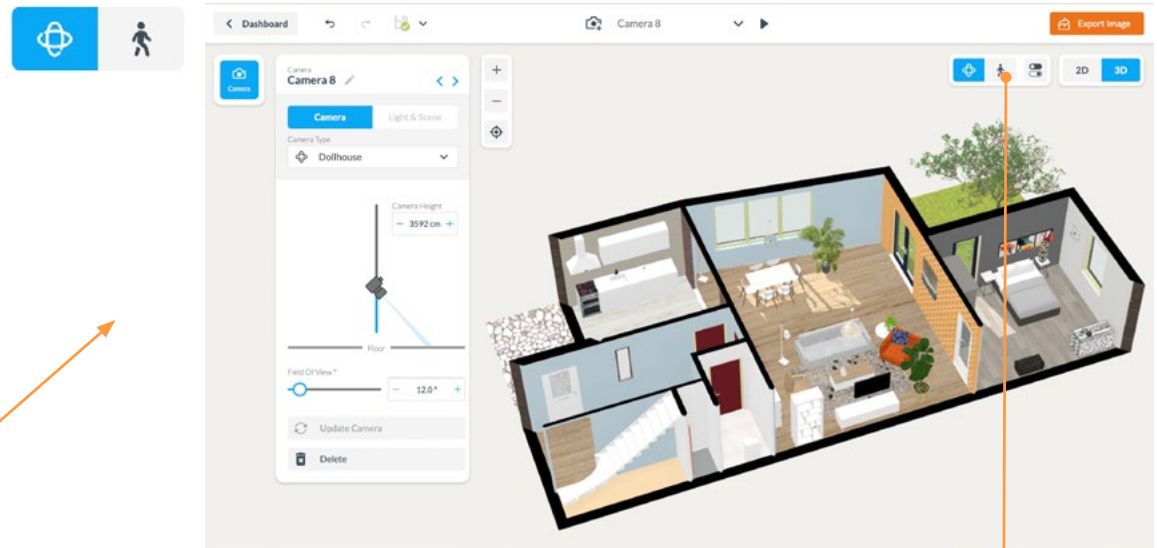 Dashboard
Camera 8
Export Image
Camera
Camera
Camera 8
2D
3D
Camera
Light & Scene
Camera Type
Dollhouse
Camera Height
− 3592 cm +
Floor
Field Of View *
− 12.0° +
Update Camera
Delete